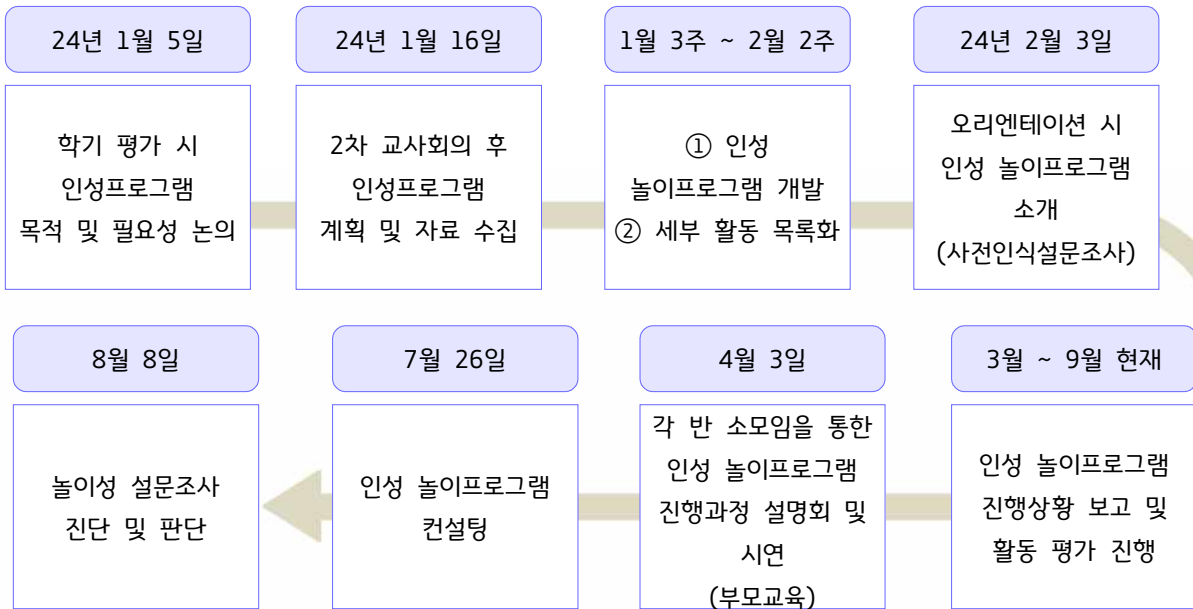 24년 1월 5일
학기 평가 시
인성프로그램
목적 및 필요성 논의
24년 1월 16일
2차 교사회의 후
인성프로그램
계획 및 자료 수집
1월 3주 ~ 2월 2주
① 인성
놀이프로그램 개발
② 세부 활동 목록화
24년 2월 3일
오리엔테이션 시
인성 놀이프로그램
소개
(사전인식설문조사)
3월 ~ 9월 현재
인성 놀이프로그램
진행상황 보고 및
활동 평가 진행
4월 3일
각 반 소모임을 통한
인성 놀이프로그램
진행과정 설명회 및
시연
(부모교육)
7월 26일
인성 놀이프로그램
컨설팅
8월 8일
놀이성 설문조사
진단 및 판단